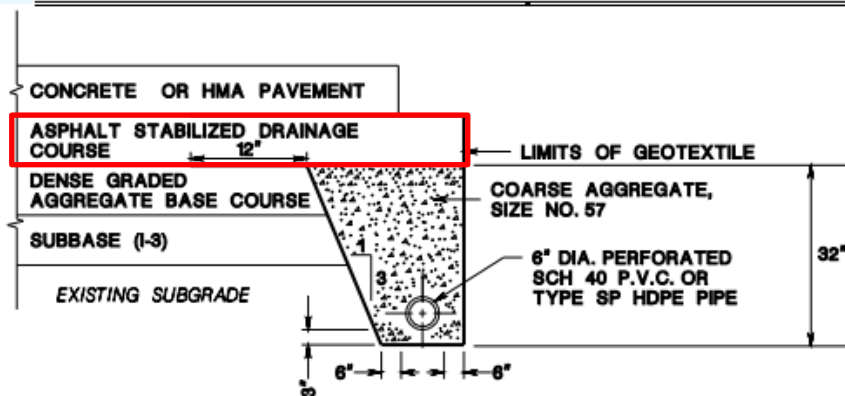 CONCRETE OR HMA PAVEMENT
ASPHALT STABILIZED DRAINAGE
COURSE
12"
LIMITS OF GEOTEXTILE
DENSE GRADED
AGGREGATE BASE COURSE
COARSE AGGREGATE,
SIZE NO. 57
SUBBASE (I-3)
1
3
6" DIA. PERFORATED
SCH 40 P.V.C. OR
TYPE SP HDPE PIPE
32"
EXISTING SUBGRADE
3"
6"
6"